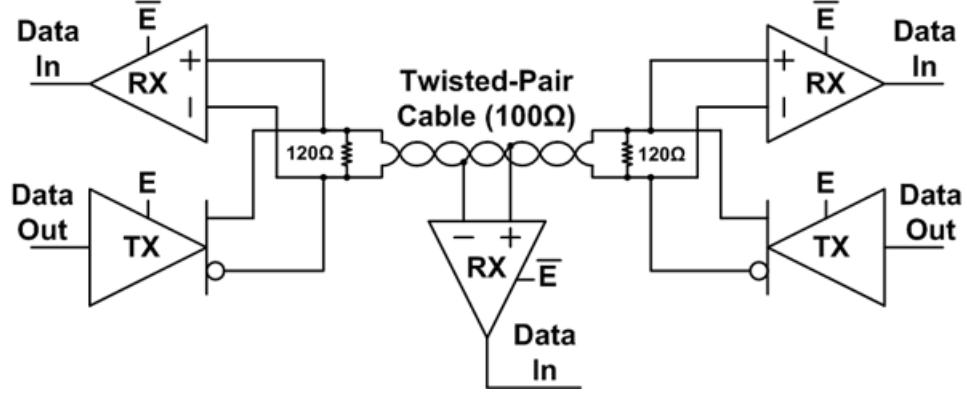 E̅
Data
In
RX
+
−
Twisted-Pair
Cable (100Ω)
E̅
Data
In
RX
+
−
120Ω
120Ω
Data
Out
E
TX
E
Data
Out
TX
− +
RX
E̅
Data
In